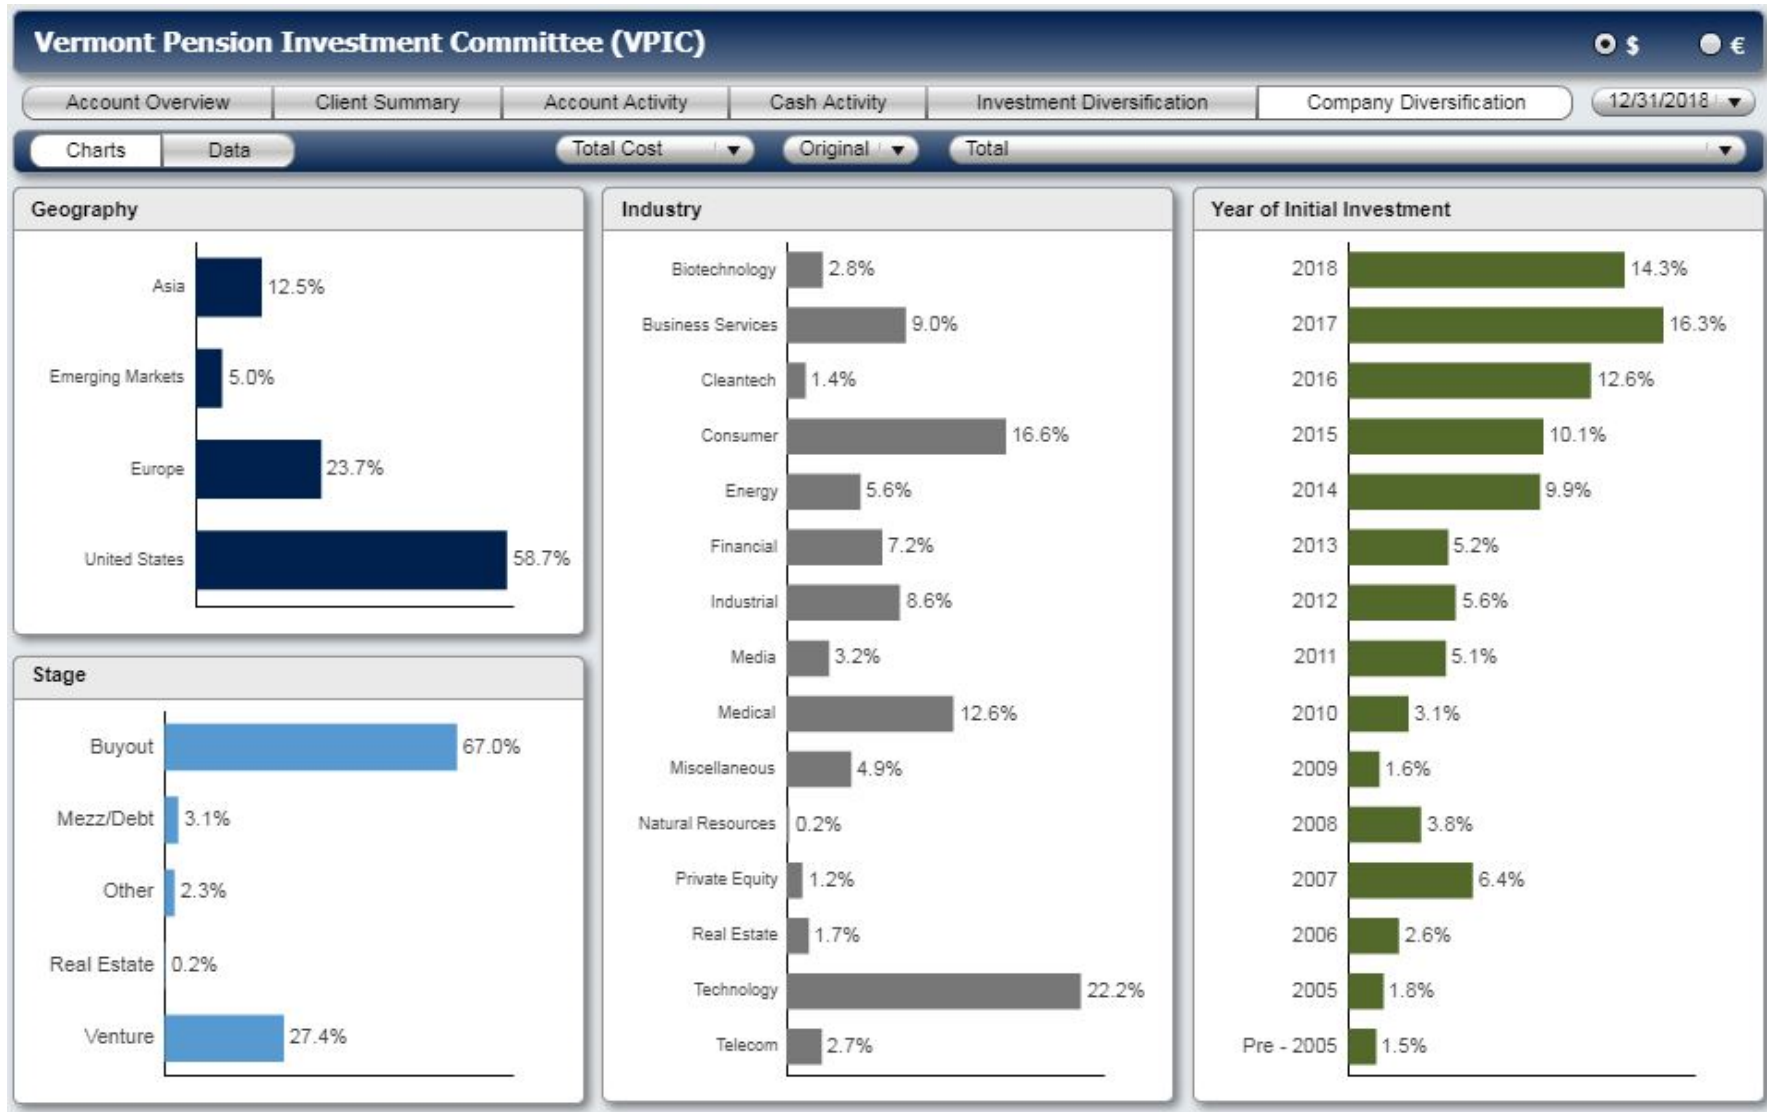 Vermont Pension Investment Committee (VPIC)
$ €
Account Overview Client Summary Account Activity Cash Activity Investment Diversification Company Diversification 12/31/2018
Charts Data Total Cost Original Total
Geography
Asia 12.5%
Emerging Markets 5.0%
Europe 23.7%
United States 58.7%
Stage
Buyout 67.0%
Mezz/Debt 3.1%
Other 2.3%
Real Estate 0.2%
Venture 27.4%
Industry
Biotechnology 2.8%
Business Services 9.0%
Cleantech 1.4%
Consumer 16.6%
Energy 5.6%
Financial 7.2%
Industrial 8.6%
Media 3.2%
Medical 12.6%
Miscellaneous 4.9%
Natural Resources 0.2%
Private Equity 1.2%
Real Estate 1.7%
Technology 22.2%
Telecom 2.7%
Year of Initial Investment
2018 14.3%
2017 16.3%
2016 12.6%
2015 10.1%
2014 9.9%
2013 5.2%
2012 5.6%
2011 5.1%
2010 3.1%
2009 1.6%
2008 3.8%
2007 6.4%
2006 2.6%
2005 1.8%
Pre - 2005 1.5%